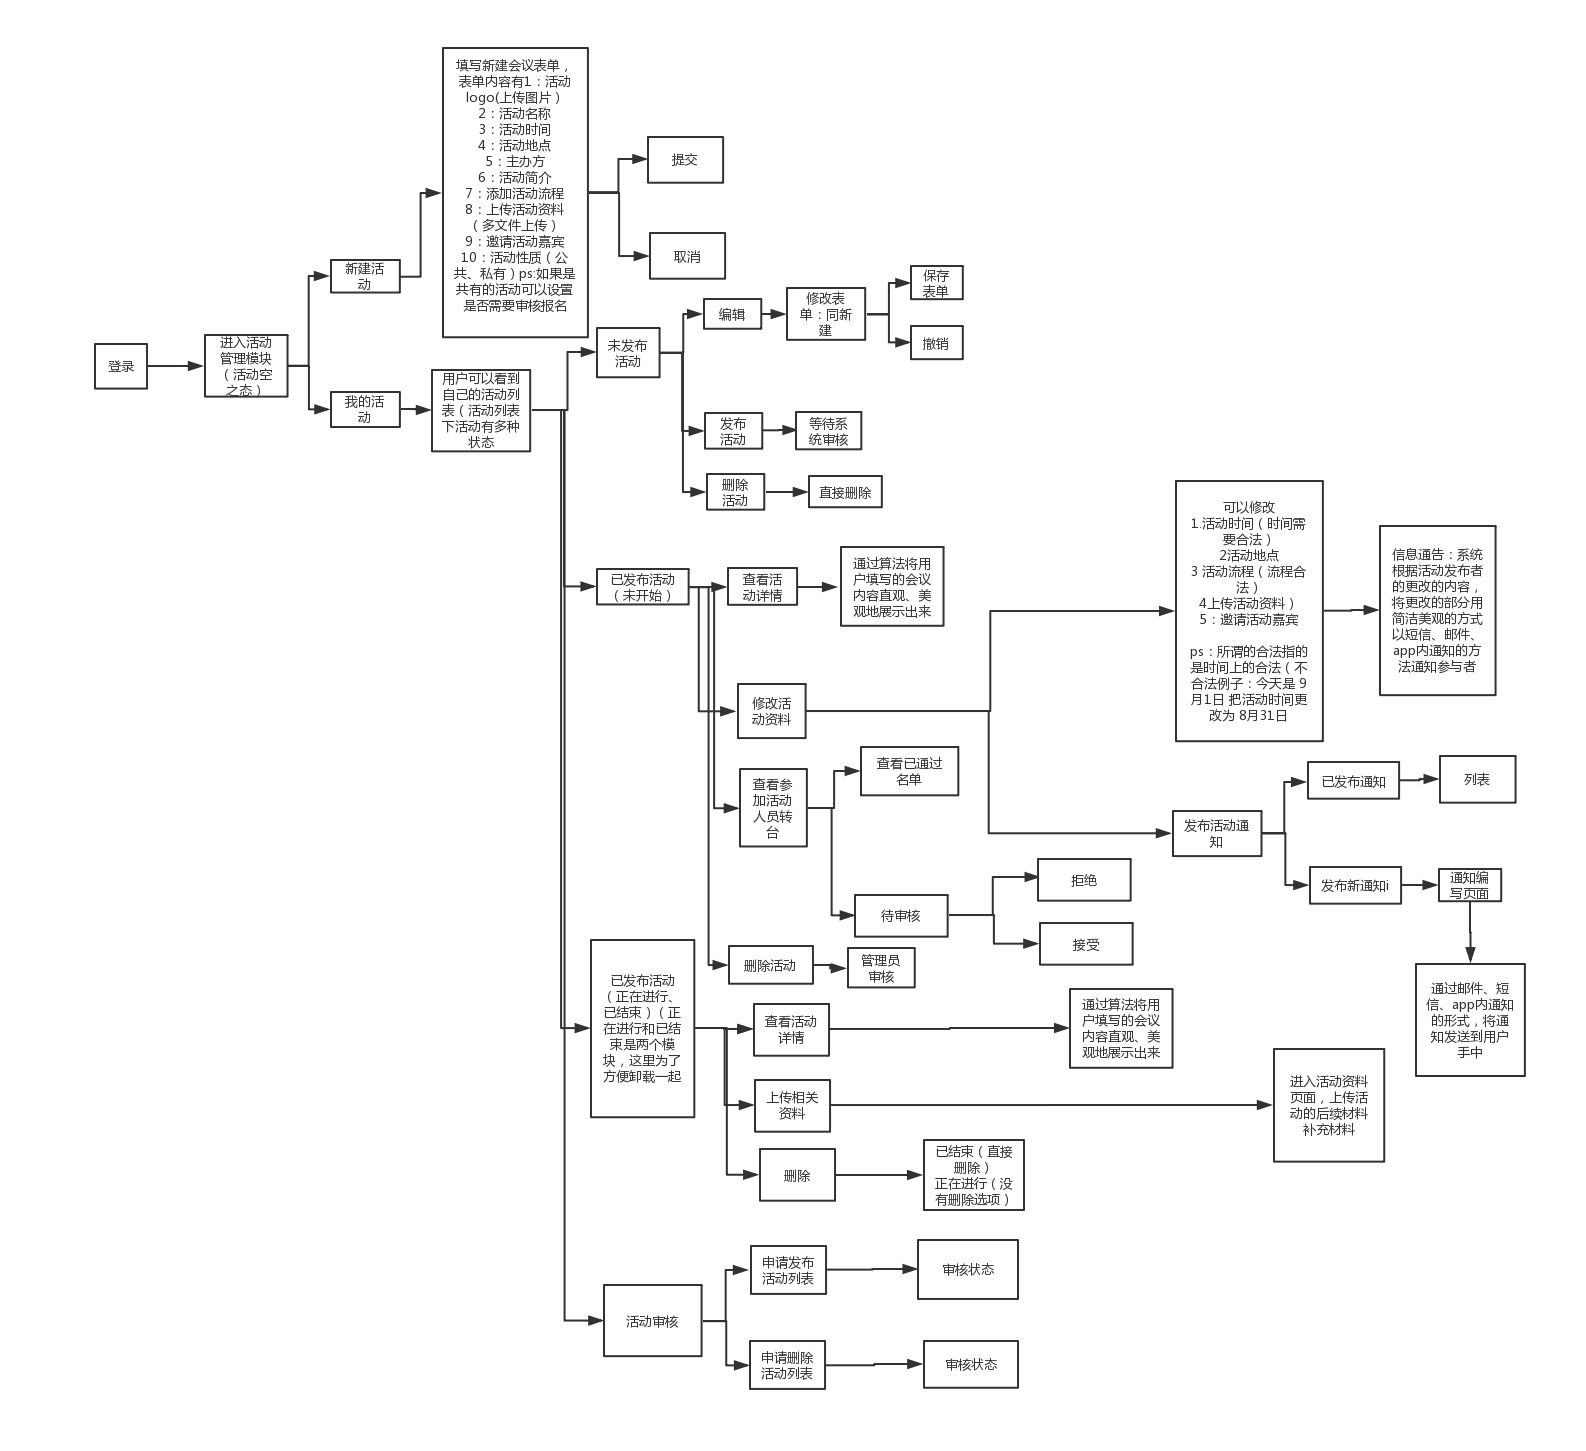 登录
进入活动
管理模块
（活动空
之态）
新建活
动
我的活
动
填写新建会议表单，
表单内容有1：活动
logo(上传图片）
2：活动名称
3：活动时间
4：活动地点
5：主办方
6：活动简介
7：添加活动流程
8：上传活动资料
（多文件上传）
9：邀请活动嘉宾
10：活动性质（公
共、私有）ps:如果是
共有的活动可以设置
是否需要审核报名
提交
取消
用户可以看到
自己的活动列
表（活动列表
下活动有多种
状态
未发布
活动
编辑
修改表
单：同新
建
保存
表单
撤销
发布
活动
等待系
统审核
删除
活动
直接删除
已发布活动
（未开始）
查看活
动详情
通过算法将用
户填写的会议
内容直观、美
观地展示出来
修改活
动资料
可以修改
1.活动时间（时间需
要合法）
2活动地点
3 活动流程（流程合
法）
4上传活动资料）
5：邀请活动嘉宾
ps：所谓的合法指的
是时间上的合法（不
合法例子：今天是 9
月1日 把活动时间更
改为 8月31日
信息通告：系统
根据活动发布者
的更改的内容，
将更改的部分用
简洁美观的方式
以短信、邮件、
app内通知的方
法通知参与者
发布活动通
知
已发布通知
列表
发布新通知i
通知编
写页面
通过邮件、短
信、app内通知
的形式，将通
知发送到用户
手中
查看参
加活动
人员转
台
查看已通过
名单
待审核
拒绝
接受
删除活动
管理员
审核
已发布活动
（正在进行、
已结束）（正
在进行和已结
束是两个模
块，这里为了
方便卸载一起
查看活动
详情
通过算法将用
户填写的会议
内容直观、美
观地展示出来
上传相关
资料
进入活动资料
页面，上传活
动的后续材料
补充材料
删除
已结束（直接
删除）
正在进行（没
有删除选项）
活动审核
申请发布
活动列表
审核状态
申请删除
活动列表
审核状态